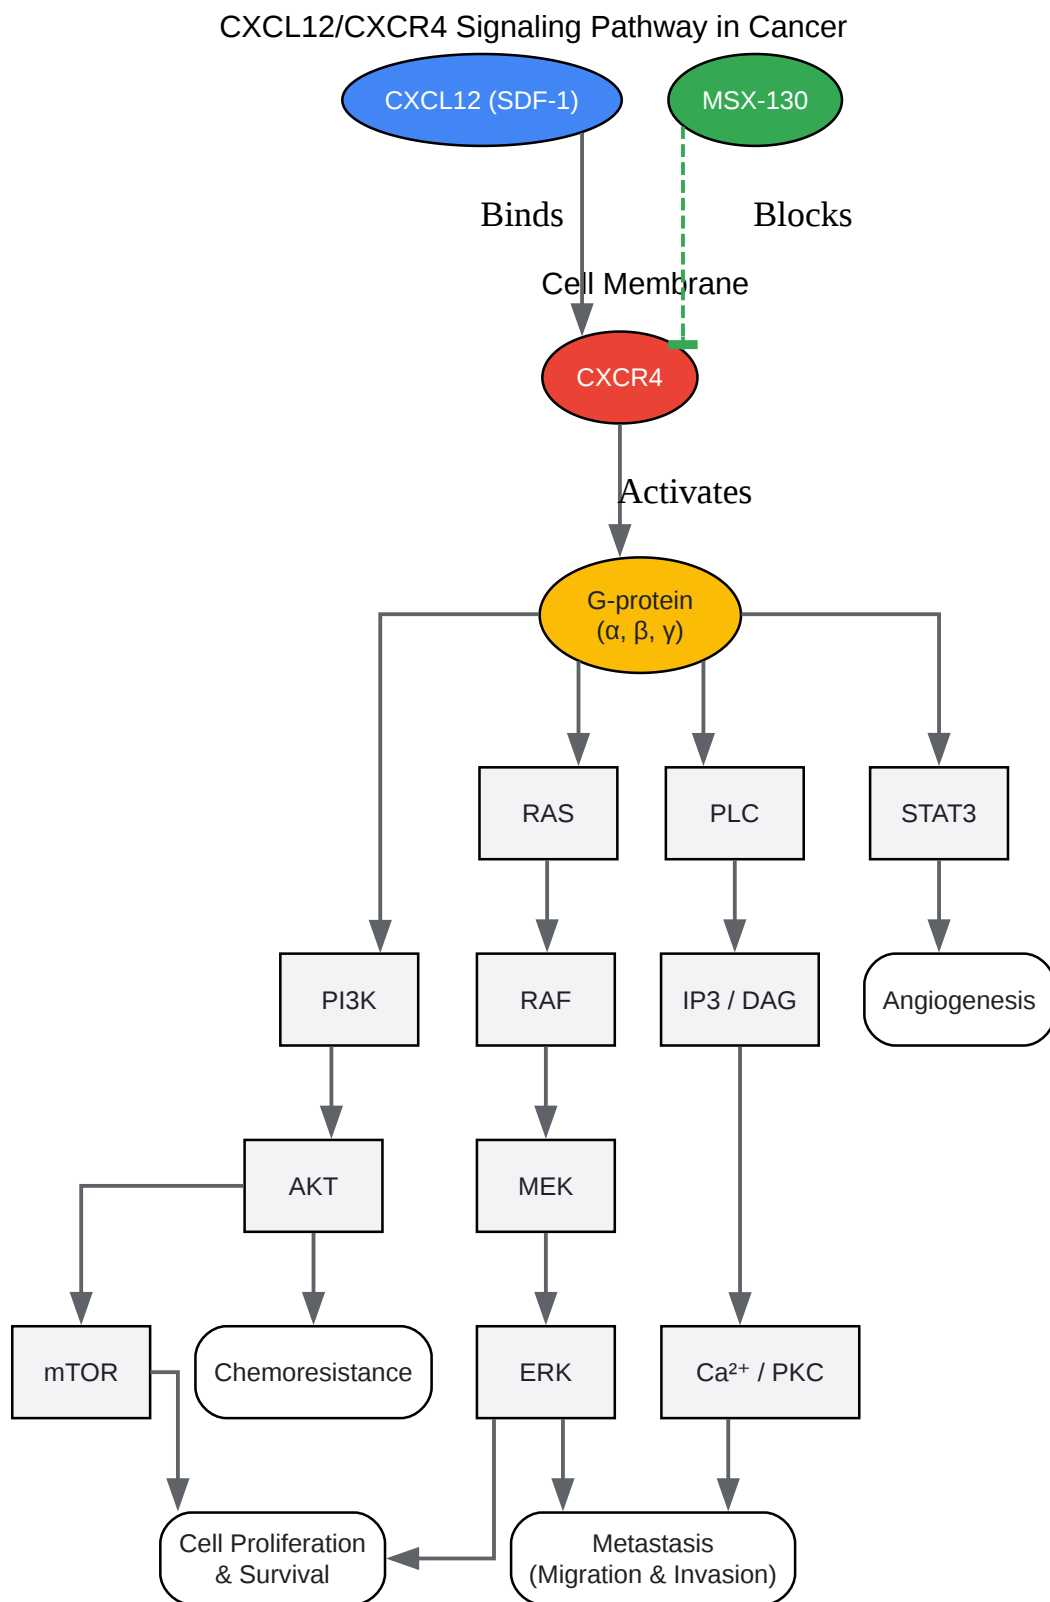 CXCL12/CXCR4 Signaling Pathway in Cancer
CXCL12 (SDF-1)
MSX-130
Binds
Blocks
Cell Membrane
CXCR4
Activates
G-protein
(α, β, γ)
RAS
PLC
STAT3
PI3K
RAF
IP3 / DAG
Angiogenesis
AKT
MEK
mTOR
Chemoresistance
ERK
Ca²⁺ / PKC
Cell Proliferation
& Survival
Metastasis
(Migration & Invasion)